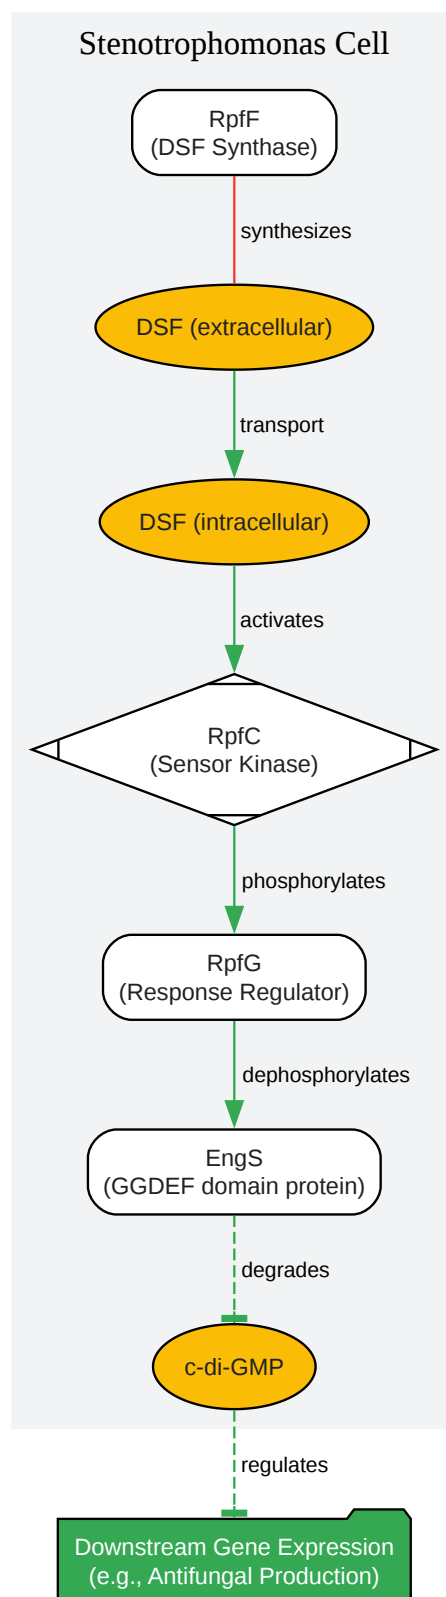 Stenotrophomonas Cell
RpfF
(DSF Synthase)
synthesizes
DSF (extracellular)
transport
DSF (intracellular)
activates
RpfC
(Sensor Kinase)
phosphorylates
RpfG
(Response Regulator)
dephosphorylates
EngS
(GGDEF domain protein)
degrades
c-di-GMP
regulates
Downstream Gene Expression
(e.g., Antifungal Production)